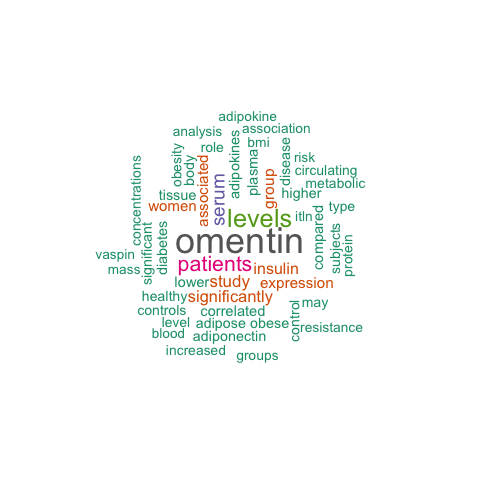 adipokine
analysis
association
role
bmi
adipokines
obesity
body
associated
plasma
disease
risk
circulating
metabolic
concentrations
tissue
serum
group
higher
women
levels
itln
compared
type
significant
diabetes
omentin
subjects
protein
vaspin
mass
patients
insulin
lower
study
expression
healthy
significantly
controls
correlated
control
may
level
adipose
obese
resistance
blood
adiponectin
increased
groups